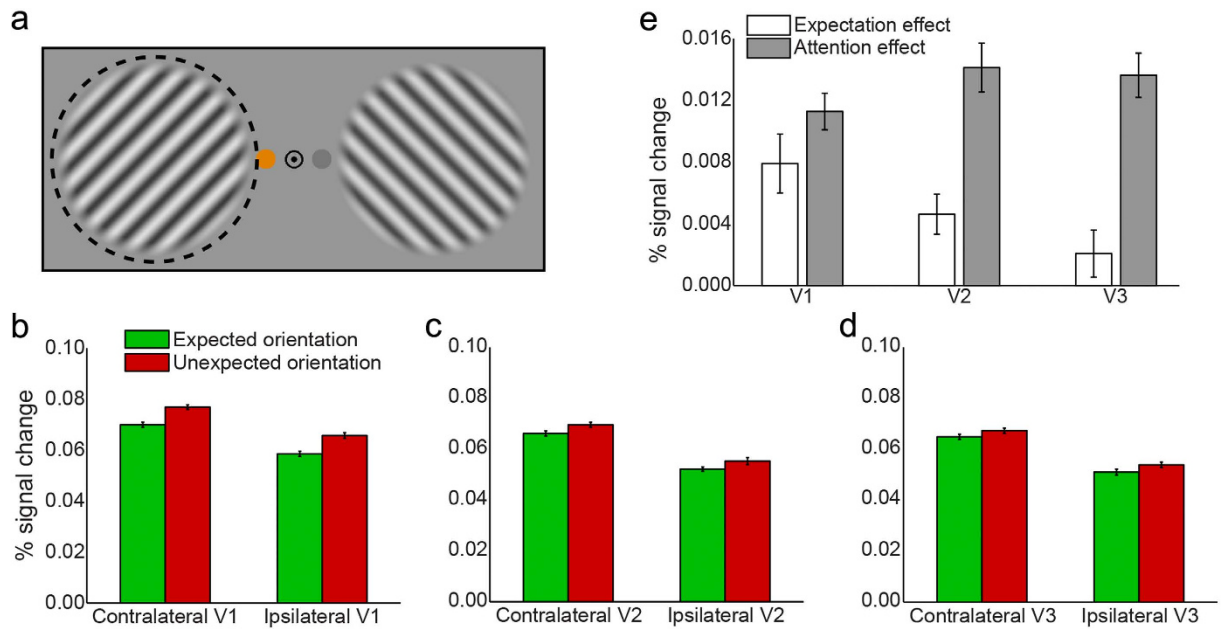 a
e
Expectation effect
Attention effect
0.016
0.012
0.008
0.004
0.000
% signal change
V1 V2 V3
b
Expected orientation
Unexpected orientation
0.10
0.08
0.06
0.04
0.02
0.00
% signal change
Contralateral V1 Ipsilateral V1
c
0.10
0.08
0.06
0.04
0.02
0.00
Contralateral V2 Ipsilateral V2
d
0.10
0.08
0.06
0.04
0.02
0.00
Contralateral V3 Ipsilateral V3